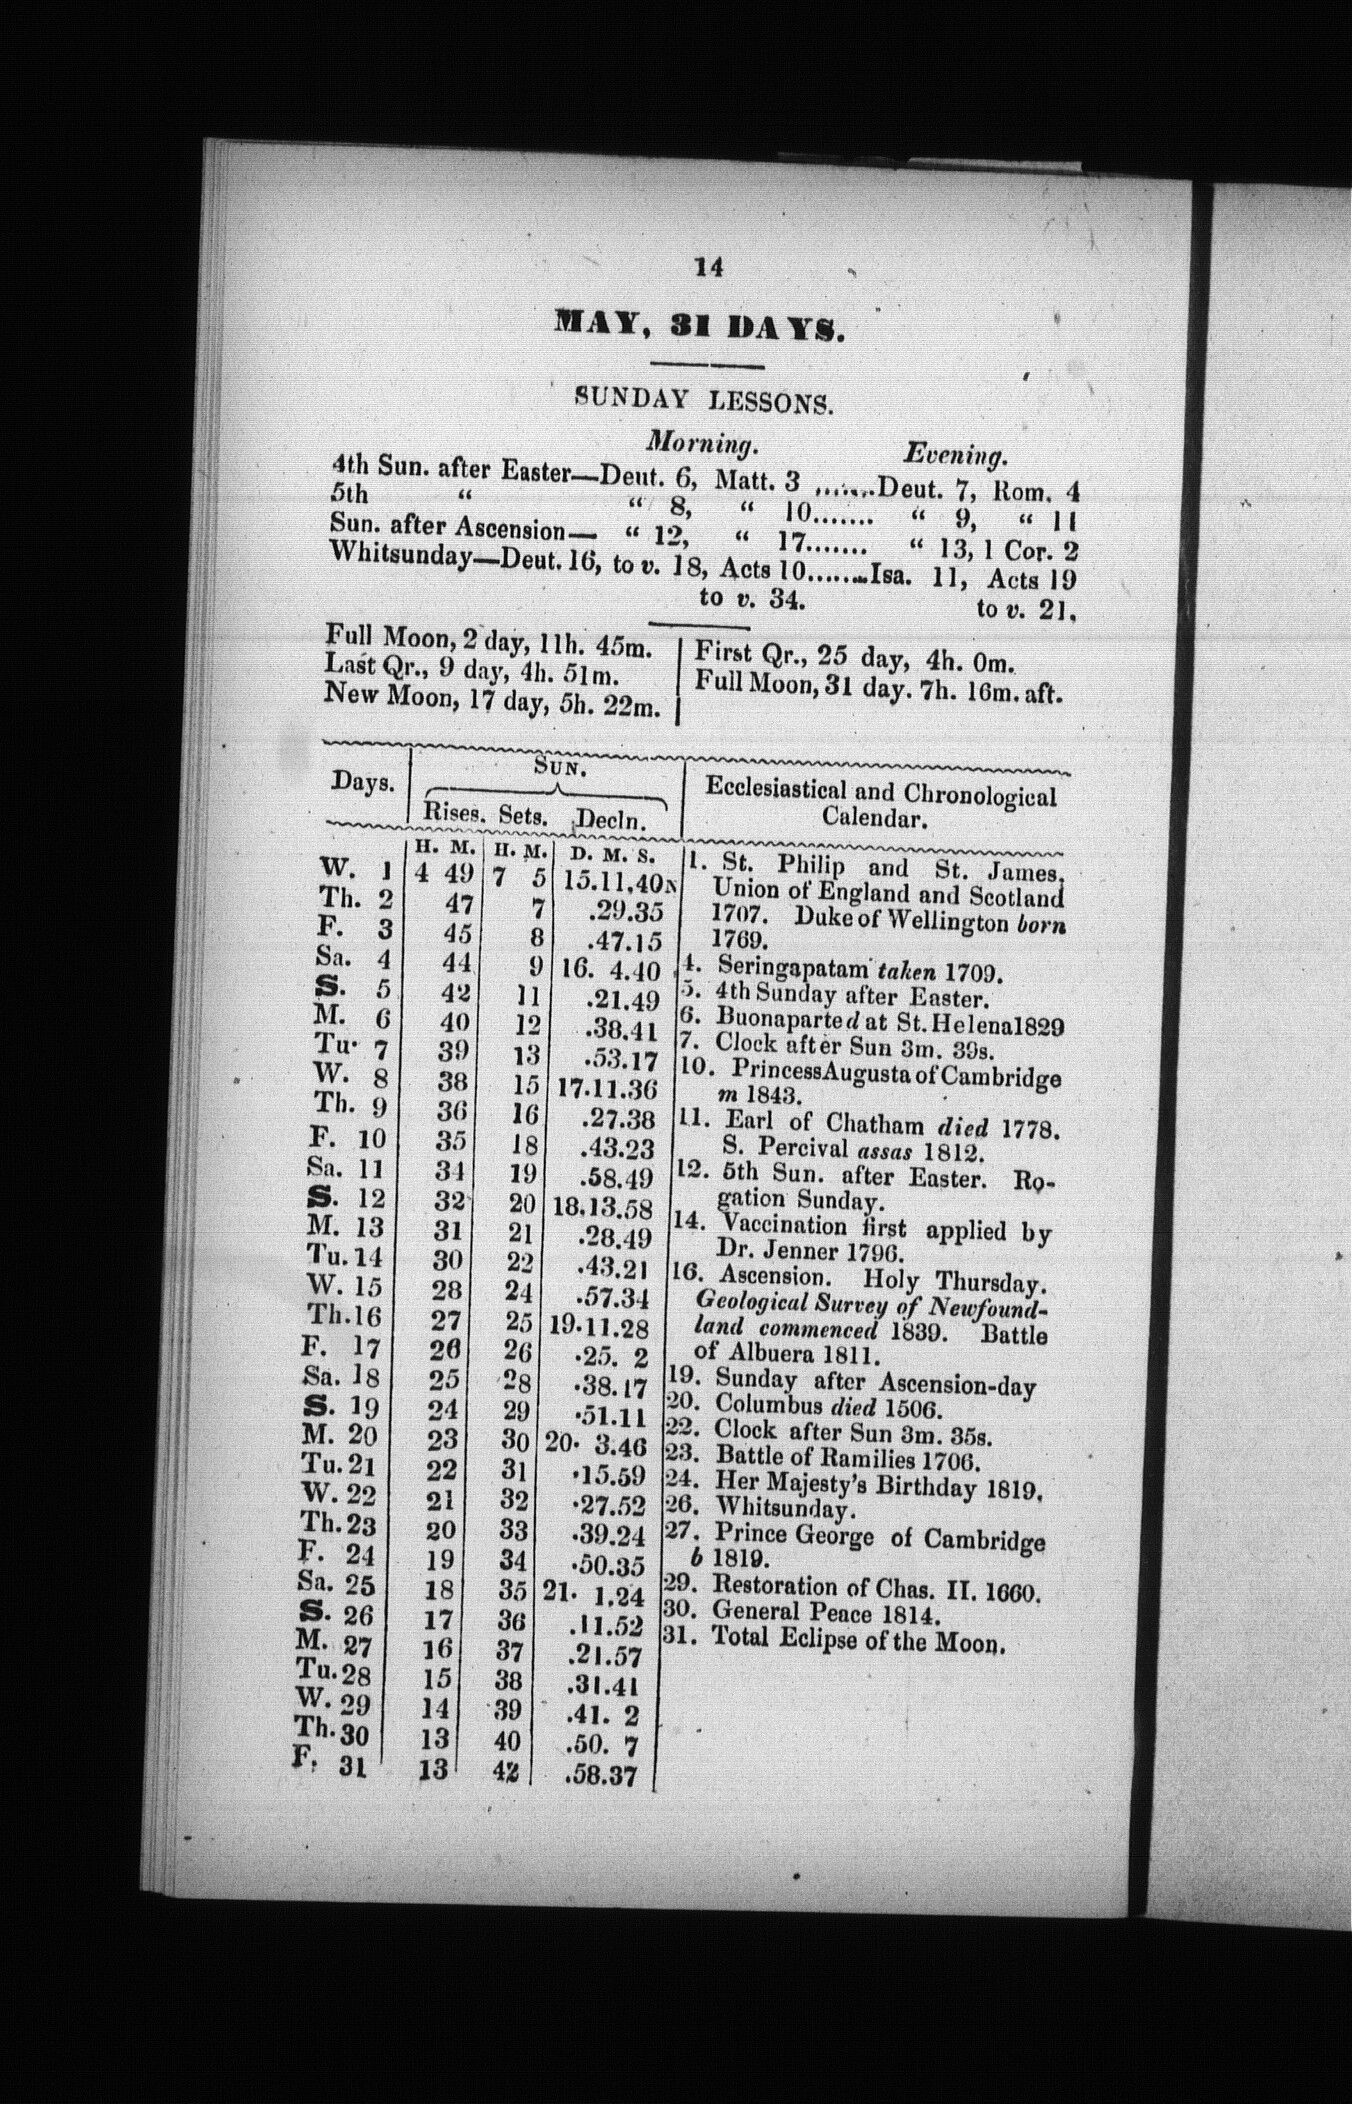 14
MAY, 31 DAYS.
SUNDAY LESSONS.
Morning. Evening.
4th Sun. after Easter—Deut. 6, Matt. 3 .......Deut. 7, Rom. 4
5th “ “ 8, “ 10....... “ 9, “ 11
Sun. after Ascension— “ 12, “ 17....... “ 13, 1 Cor. 2
Whitsunday—Deut. 16, to v. 18, Acts 10.......Isa. 11, Acts 19
to v. 34. to v. 21.
Full Moon, 2 day, 11h. 45m.
Last Qr., 9 day, 4h. 51m.
New Moon, 17 day, 5h. 22m.
First Qr., 25 day, 4h. 0m.
Full Moon, 31 day. 7h. 16m. aft.
Days.
SUN.
Rises. Sets. Decln.
H. M. H. M. D. M. S.
W. 1 4 49 7 5 15.11.40N
Th. 2 47 7 .29.35
F. 3 45 8 .47.15
Sa. 4 44 9 16. 4.40
S. 5 42 11 .21.49
M. 6 40 12 .38.41
Tu. 7 39 13 .53.17
W. 8 38 15 17.11.36
Th. 9 36 16 .27.38
F. 10 35 18 .43.23
Sa. 11 34 19 .58.49
S. 12 32 20 18.13.58
M. 13 31 21 .28.49
Tu. 14 30 22 .43.21
W. 15 28 24 .57.34
Th. 16 27 25 19.11.28
F. 17 26 26 .25. 2
Sa. 18 25 28 .38.17
S. 19 24 29 .51.11
M. 20 23 30 20. 3.46
Tu. 21 22 31 .15.59
W. 22 21 32 .27.52
Th. 23 20 33 .39.24
F. 24 19 34 .50.35
Sa. 25 18 35 21. 1.24
S. 26 17 36 .11.52
M. 27 16 37 .21.57
Tu. 28 15 38 .31.41
W. 29 14 39 .41. 2
Th. 30 13 40 .50. 7
F. 31 13 42 .58.37
Ecclesiastical and Chronological
Calendar.
1. St. Philip and St. James.
Union of England and Scotland
1707. Duke of Wellington born
1769.
4. Seringapatam taken 1709.
5. 4th Sunday after Easter.
6. Buonaparte d at St. Helena 1829
7. Clock after Sun 3m. 39s.
10. Princess Augusta of Cambridge
m 1843.
11. Earl of Chatham died 1778.
S. Percival assas 1812.
12. 5th Sun. after Easter. Ro-
gation Sunday.
14. Vaccination first applied by
Dr. Jenner 1796.
16. Ascension. Holy Thursday.
Geological Survey of Newfound-
land commenced 1839. Battle
of Albuera 1811.
19. Sunday after Ascension-day
20. Columbus died 1506.
22. Clock after Sun 3m. 35s.
23. Battle of Ramilies 1706.
24. Her Majesty's Birthday 1819.
26. Whitsunday.
27. Prince George of Cambridge
b 1819.
29. Restoration of Chas. II. 1660.
30. General Peace 1814.
31. Total Eclipse of the Moon.